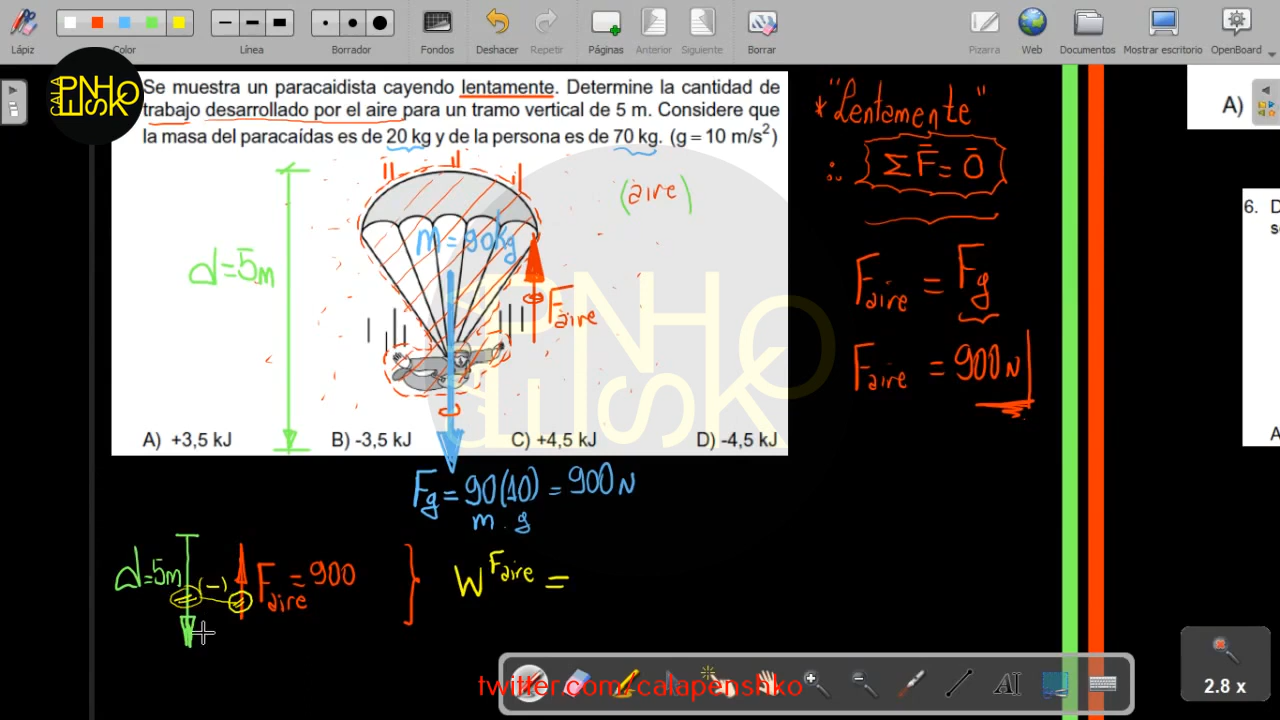 Lápiz
Color
Línea
Borrador
Fondos
Deshacer
Repetir
Páginas
Anterior
Siguiente
Borrar
Pizarra
Web
Documentos
Mostrar escritorio
OpenBoard
CALA
PENSHKO
Se muestra un paracaidista cayendo lentamente. Determine la cantidad de
trabajo desarrollado por el aire para un tramo vertical de 5 m. Considere que
la masa del paracaídas es de 20 kg y de la persona es de 70 kg. (g = 10 m/s²)
(aire)
m = 90kg
d=5m
Faire
A) +3,5 kJ
B) -3,5 kJ
C) +4,5 kJ
D) -4,5 kJ
Fg = 90(10) = 900N
m . g
* "Lentamente"
∴ ΣF̄ = 0̄
Faire = Fg
Faire = 900N
d=5m
(-)
Faire = 900
W^Faire =
A)
6. D
s
A
twitter.com/calapenshko
2.8 x